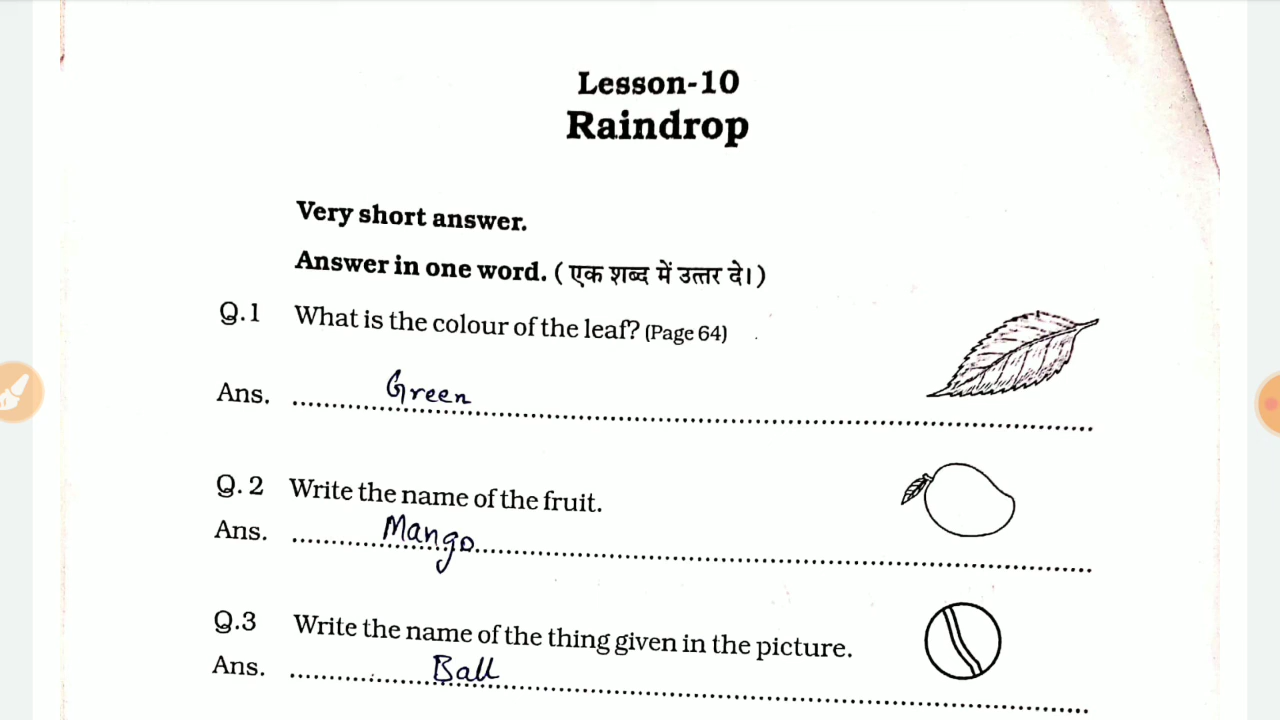 Lesson-10
Raindrop
Very short answer.
Answer in one word. ( एक शब्द में उत्तर दे। )
Q.1 What is the colour of the leaf? (Page 64)
Ans. Green
Q. 2 Write the name of the fruit.
Ans. Mango
Q.3 Write the name of the thing given in the picture.
Ans. Ball